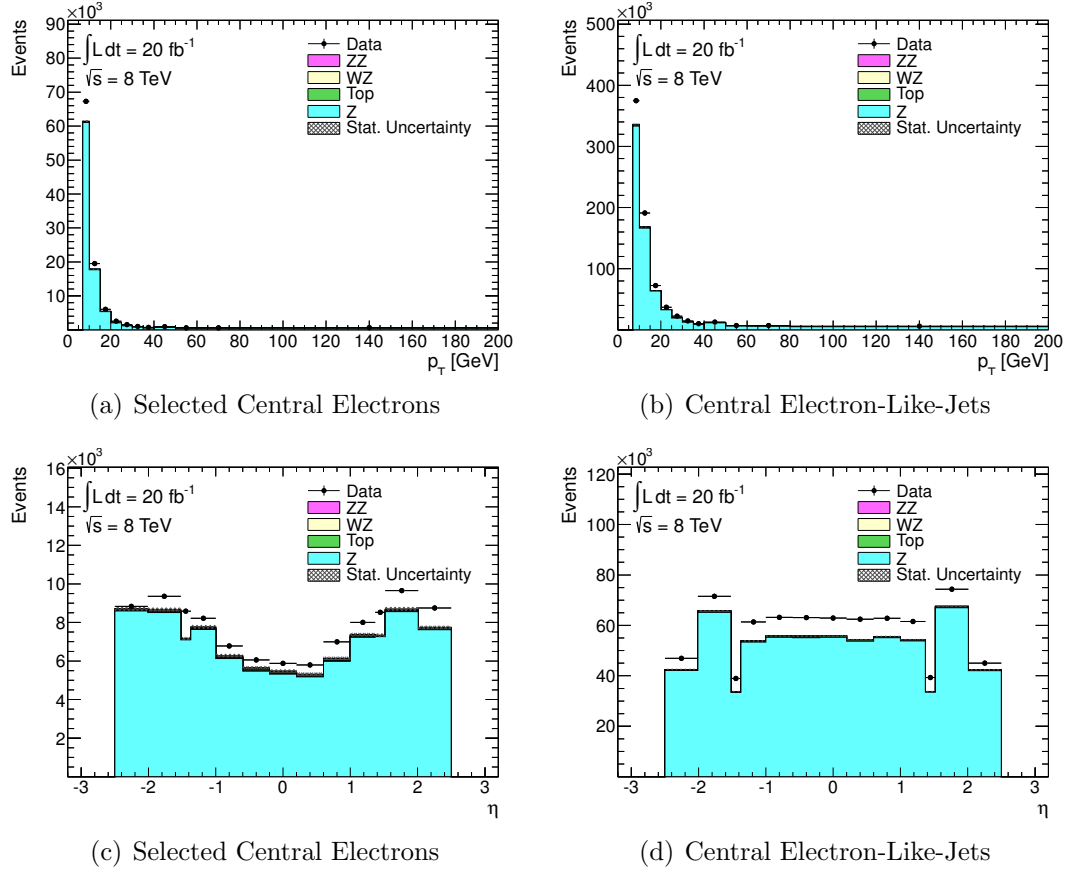 ×10³
Events
90
80
70
60
50
40
30
20
10
0 20 40 60 80 100 120 140 160 180 200
p_T [GeV]
∫L dt = 20 fb⁻¹
√s = 8 TeV
Data
ZZ
WZ
Top
Z
Stat. Uncertainty
(a) Selected Central Electrons
×10³
Events
500
400
300
200
100
0 20 40 60 80 100 120 140 160 180 200
p_T [GeV]
∫L dt = 20 fb⁻¹
√s = 8 TeV
Data
ZZ
WZ
Top
Z
Stat. Uncertainty
(b) Central Electron-Like-Jets
×10³
Events
16
14
12
10
8
6
4
2
-3 -2 -1 0 1 2 3
η
∫L dt = 20 fb⁻¹
√s = 8 TeV
Data
ZZ
WZ
Top
Z
Stat. Uncertainty
(c) Selected Central Electrons
×10³
Events
120
100
80
60
40
20
-3 -2 -1 0 1 2 3
η
∫L dt = 20 fb⁻¹
√s = 8 TeV
Data
ZZ
WZ
Top
Z
Stat. Uncertainty
(d) Central Electron-Like-Jets